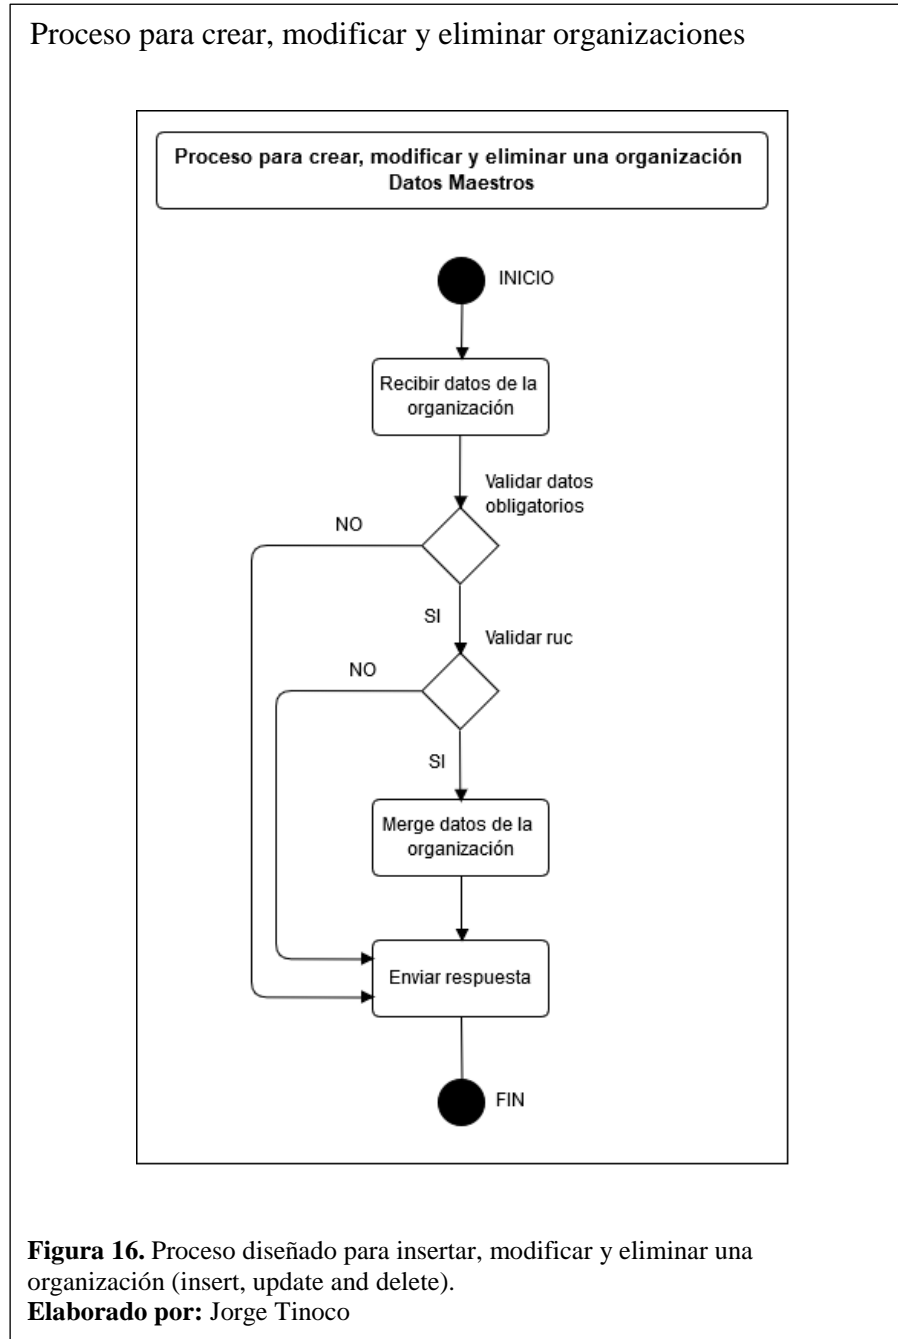 Proceso para crear, modificar y eliminar organizaciones
Proceso para crear, modificar y eliminar una organización
Datos Maestros
INICIO
Recibir datos de la
organización
Validar datos
obligatorios
NO
SI
Validar ruc
NO
SI
Merge datos de la
organización
Enviar respuesta
FIN
Figura 16. Proceso diseñado para insertar, modificar y eliminar una
organización (insert, update and delete).
Elaborado por: Jorge Tinoco